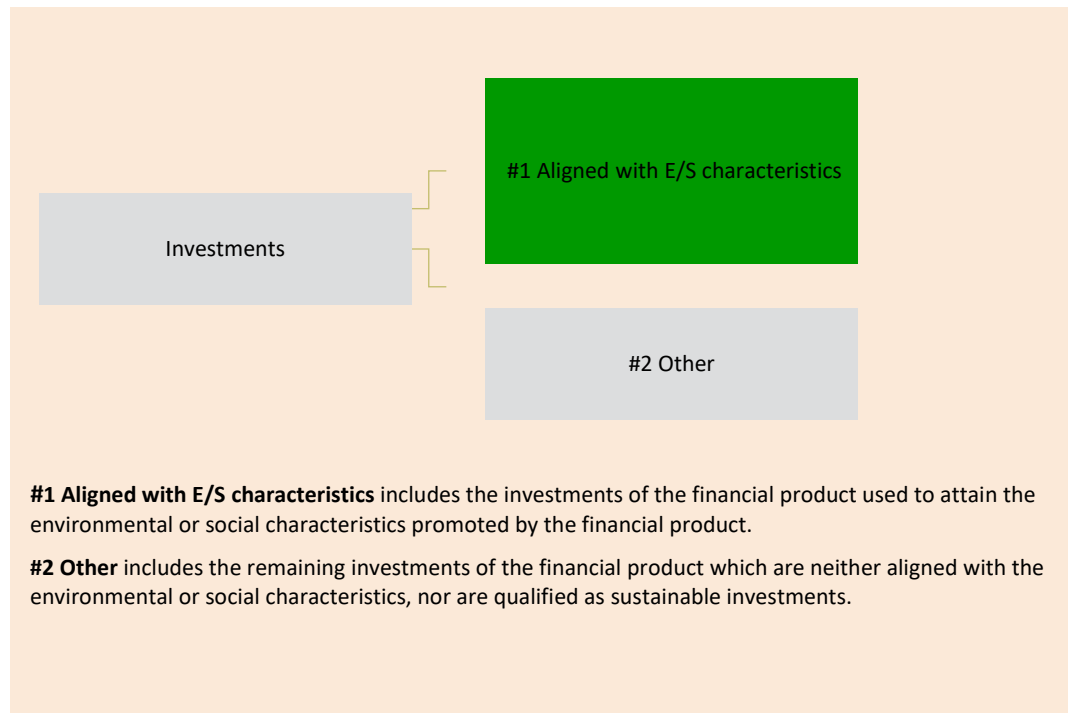 #1 Aligned with E/S characteristics
Investments
#2 Other
#1 Aligned with E/S characteristics includes the investments of the financial product used to attain the
environmental or social characteristics promoted by the financial product.
#2 Other includes the remaining investments of the financial product which are neither aligned with the
environmental or social characteristics, nor are qualified as sustainable investments.